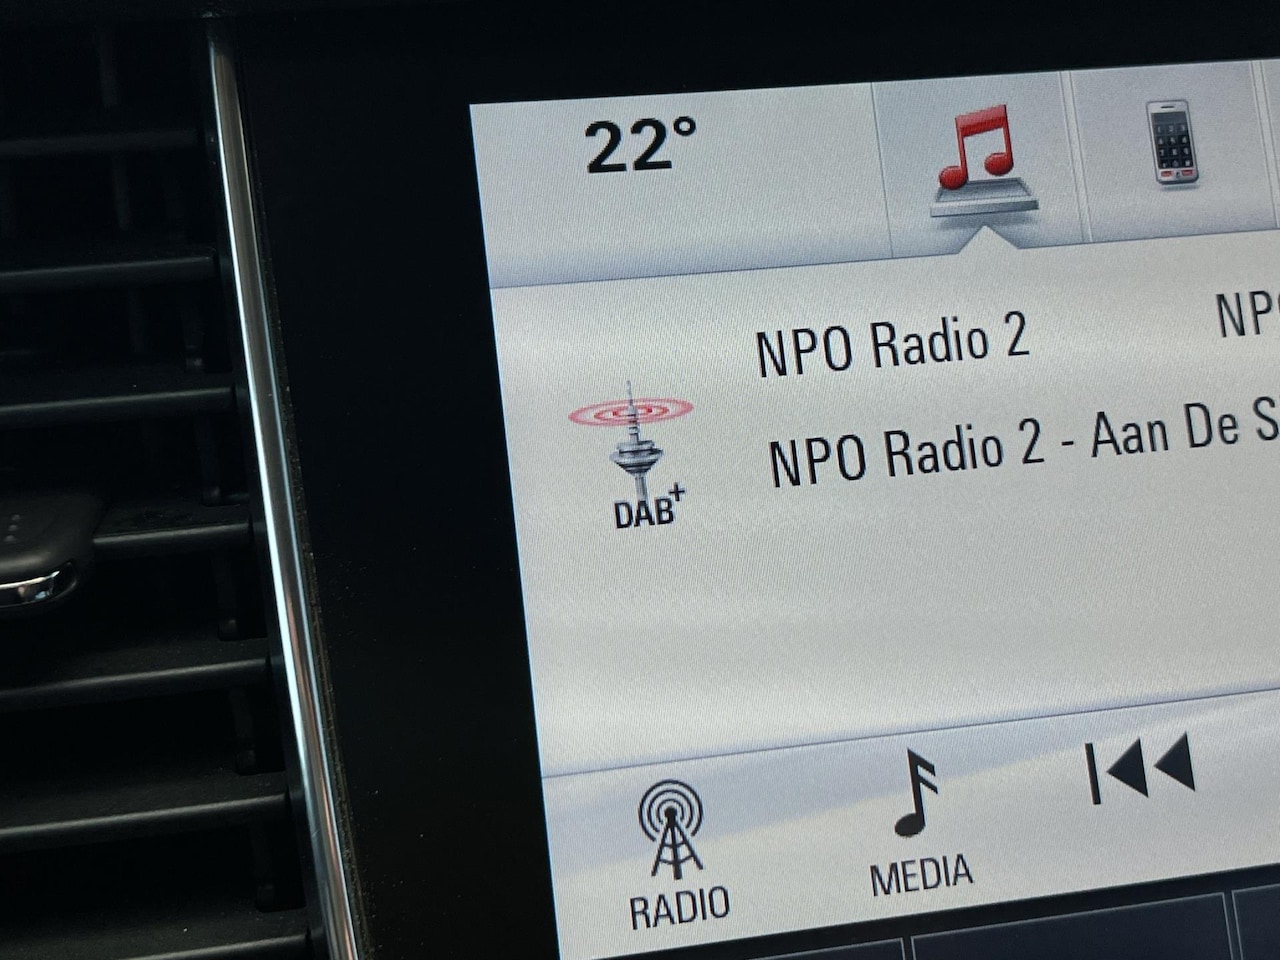 22°
NPO Radio 2
NPO Radio 2 - Aan De
DAB+
RADIO
MEDIA